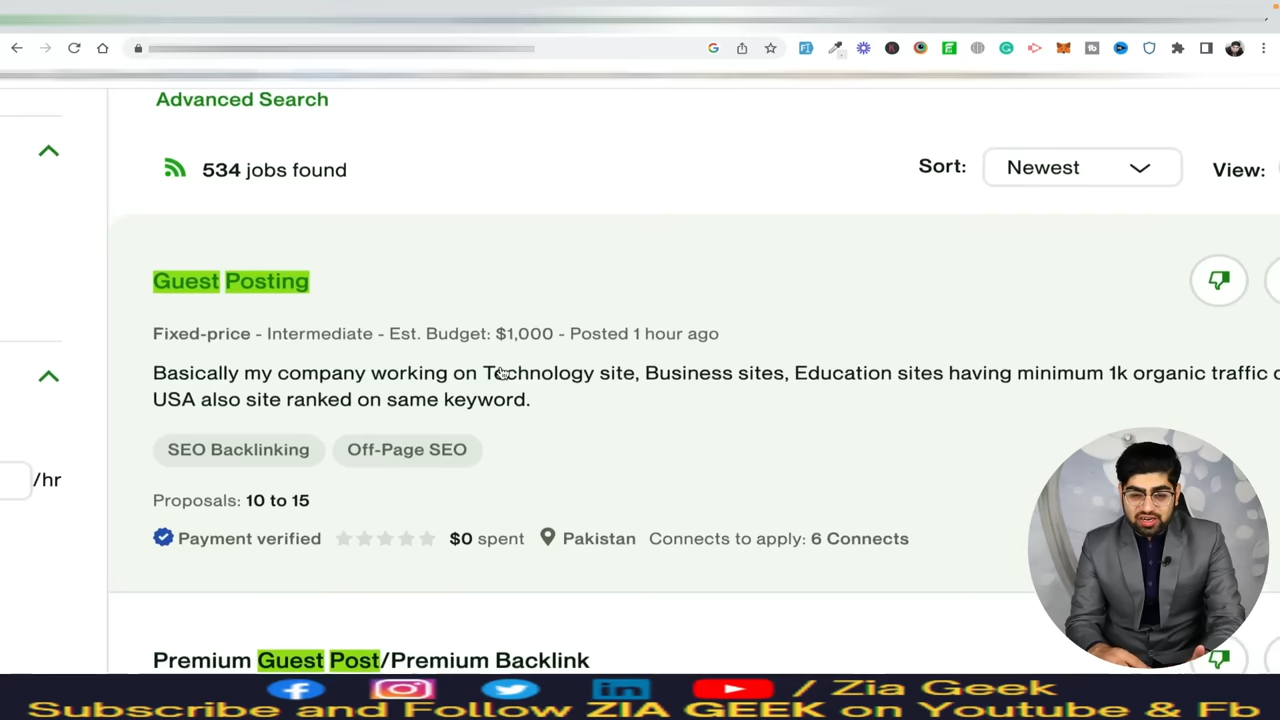 Advanced Search
534 jobs found
Sort: Newest View:
Guest Posting
Fixed-price - Intermediate - Est. Budget: $1,000 - Posted 1 hour ago
Basically my company working on Technology site, Business sites, Education sites having minimum 1k organic traffic
USA also site ranked on same keyword.
SEO Backlinking Off-Page SEO
/hr
Proposals: 10 to 15
Payment verified $0 spent Pakistan Connects to apply: 6 Connects
Premium Guest Post/Premium Backlink
/ Zia Geek
Subscribe and Follow ZIA GEEK on Youtube & Fb